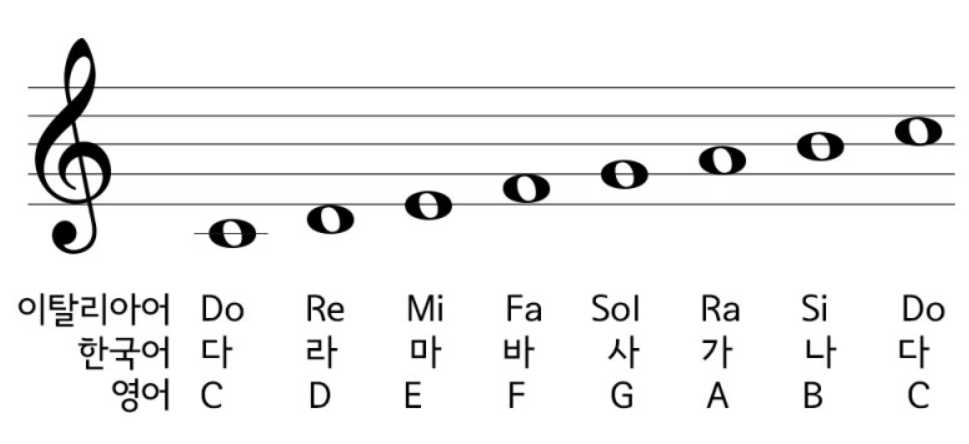 이탈리아어 Do Re Mi Fa Sol Ra Si Do
한국어 다 라 마 바 사 가 나 다
영어 C D E F G A B C